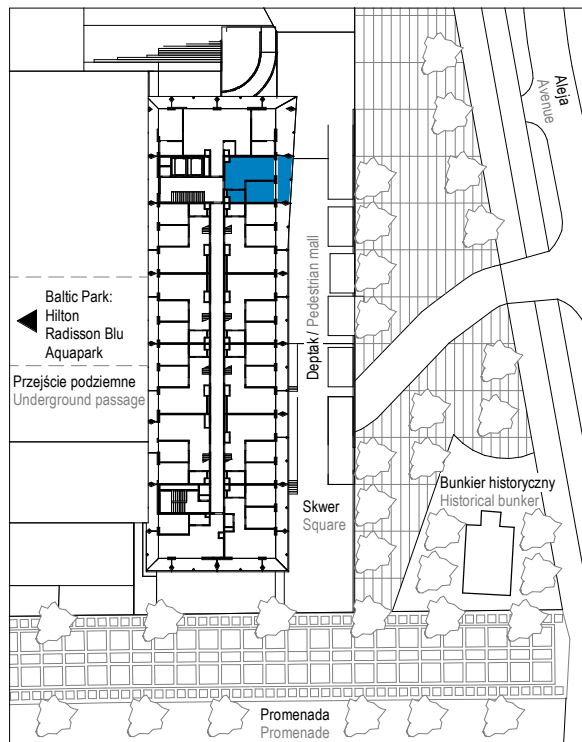 Aleja
Avenue
Baltic Park:
Hilton
Radisson Blu
Aquapark
Deptak / Pedestrian mall
Przejście podziemne
Underground passage
Bunkier historyczny
Historical bunker
Skwer
Square
Promenada
Promenade